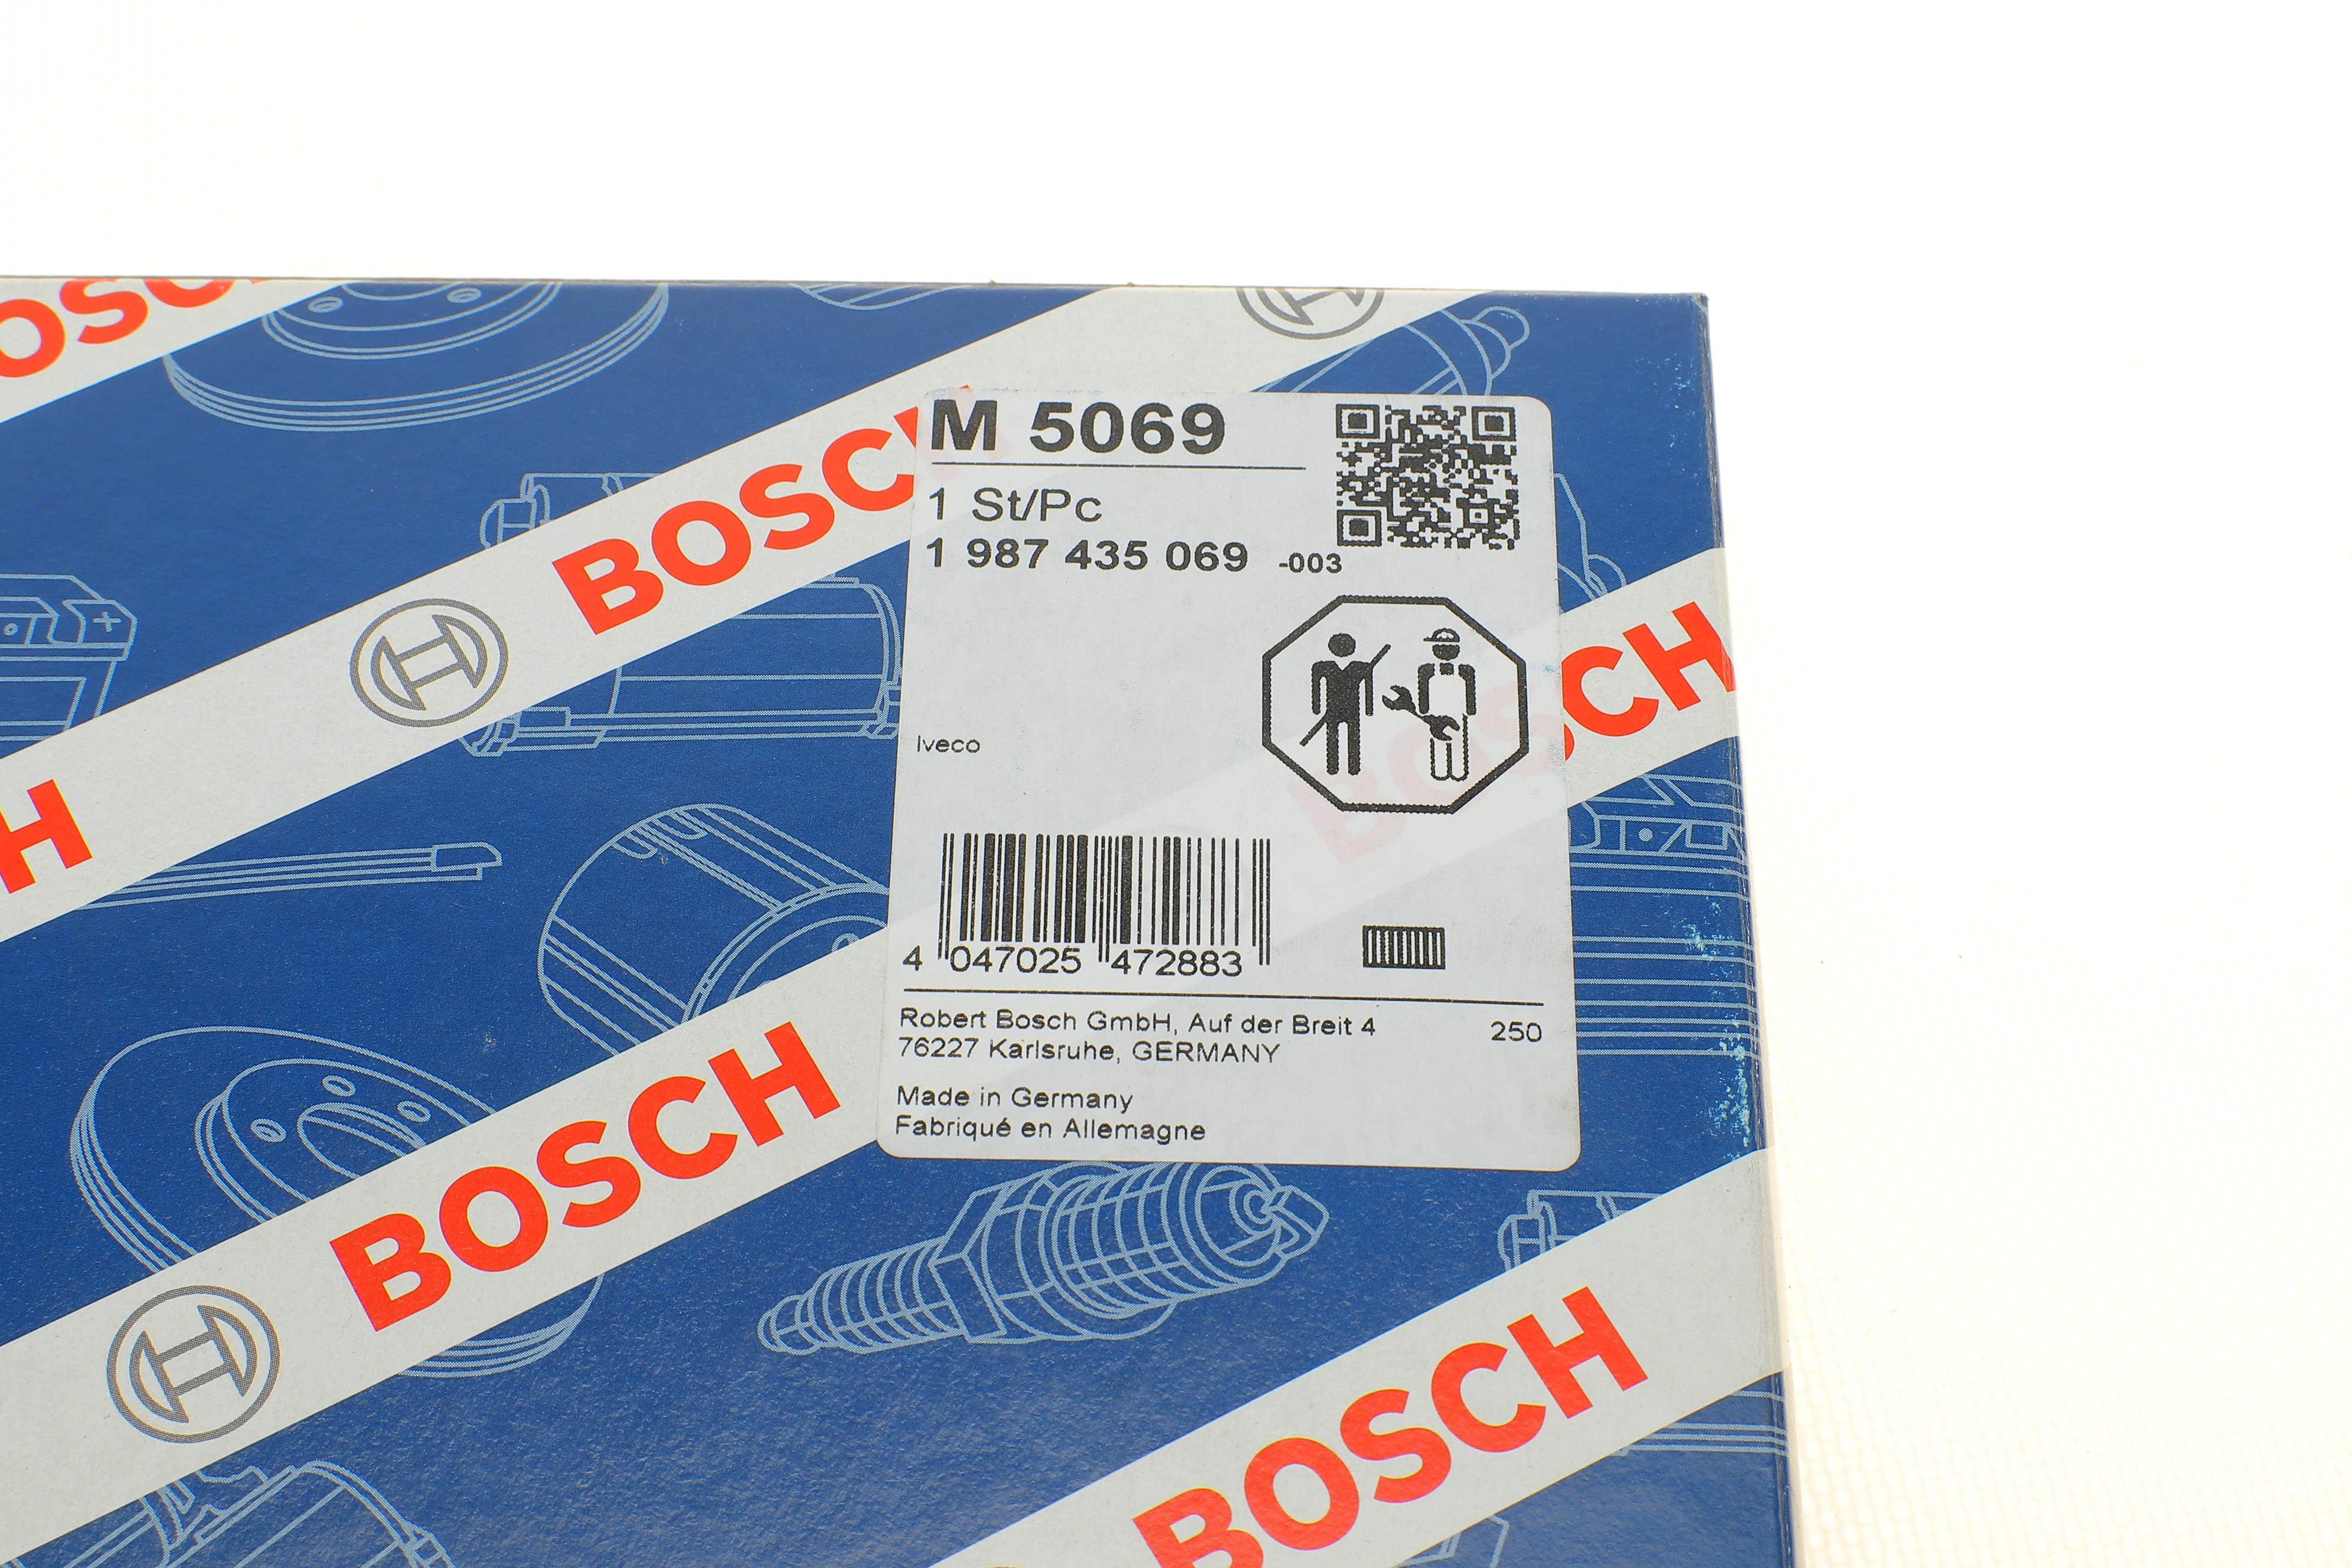 BOSCH
BOSCH
M 5069
1 St/Pc
1 987 435 069 -003
Iveco
4 047025 472883
Robert Bosch GmbH, Auf der Breit 4 250
76227 Karlsruhe, GERMANY
Made in Germany
Fabriqué en Allemagne
BOSCH
H
BOSCH
BOSCH